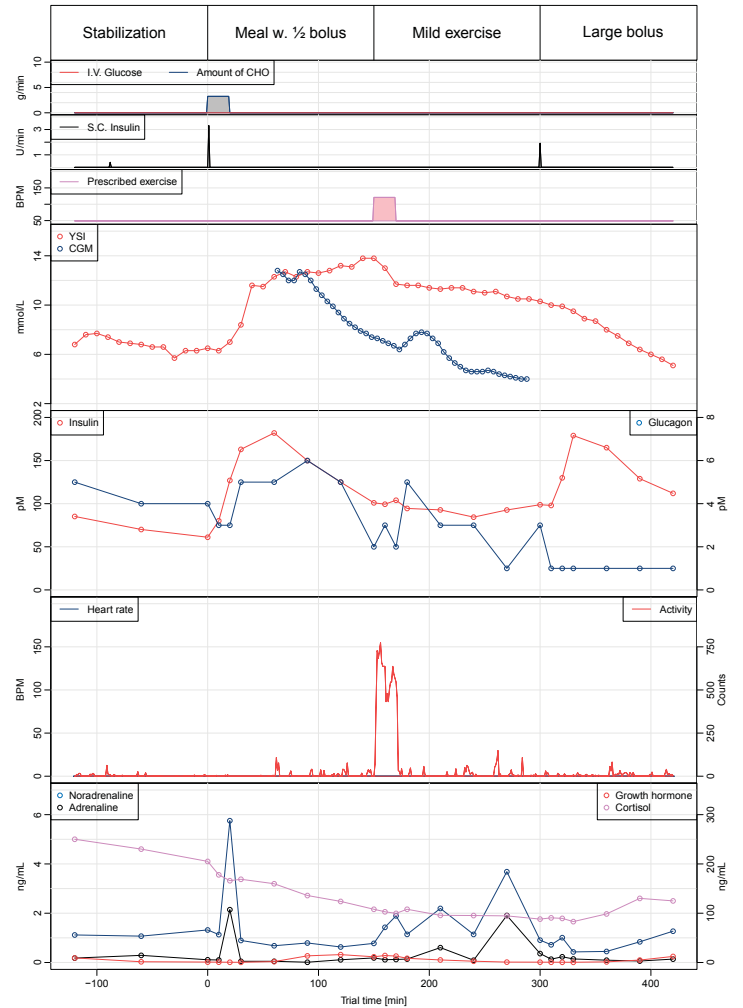 Stabilization Meal w. ½ bolus Mild exercise Large bolus
I.V. Glucose Amount of CHO
g/min
0 5 10
S.C. Insulin
U/min
1 3
Prescribed exercise
BPM
50 150
YSI
CGM
mmol/L
2 6 10 14
Insulin Glucagon
pM
0 50 100 150 200
pM
0 2 4 6 8
Heart rate Activity
BPM
0 50 100 150
Counts
0 250 500 750
Noradrenaline Growth hormone
Adrenaline Cortisol
ng/mL
0 2 4 6
ng/mL
0 100 200 300
−100 0 100 200 300 400
Trial time [min]